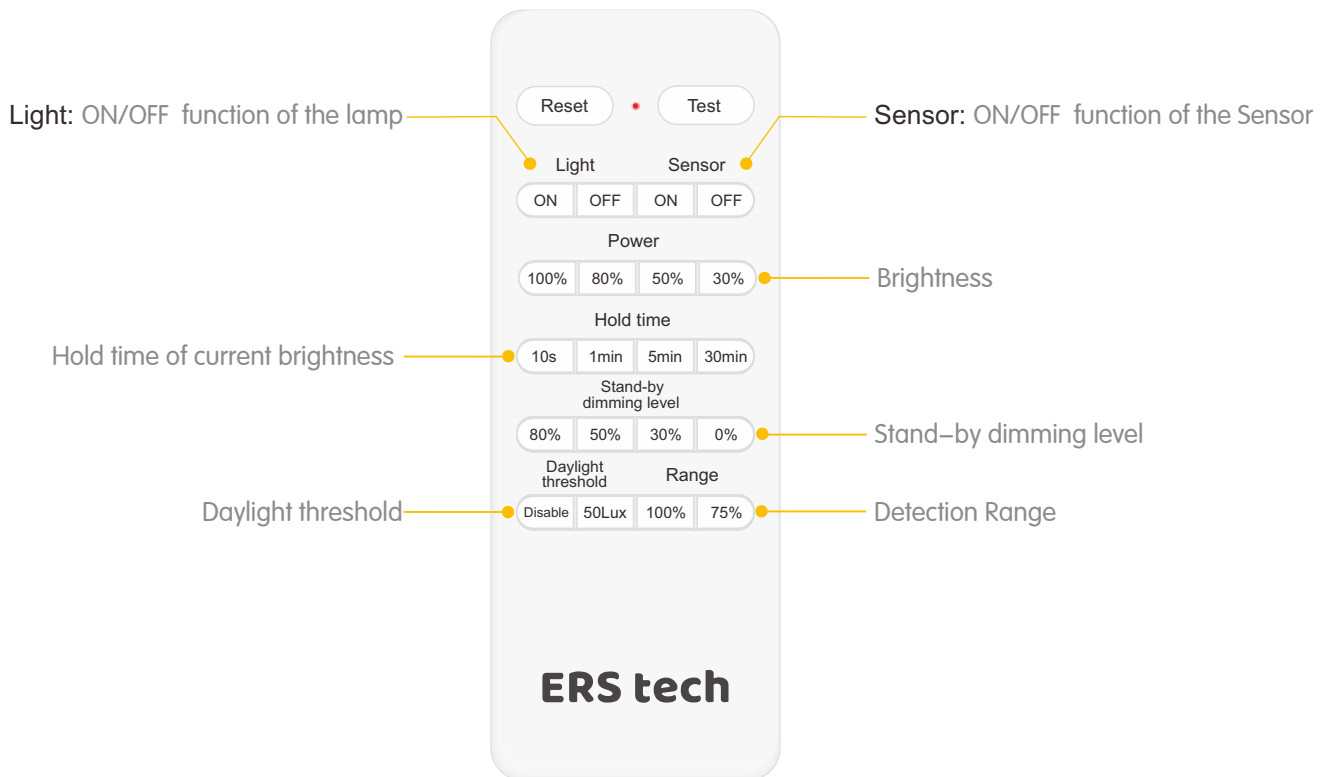 Reset Test
Light: ON/OFF function of the lamp
Sensor: ON/OFF function of the Sensor
Light Sensor
ON OFF ON OFF
Power
100% 80% 50% 30%
Brightness
Hold time
Hold time of current brightness
10s 1min 5min 30min
Stand-by
dimming level
80% 50% 30% 0%
Stand–by dimming level
Daylight
threshold
Range
Daylight threshold
Disable 50Lux 100% 75%
Detection Range
ERS tech